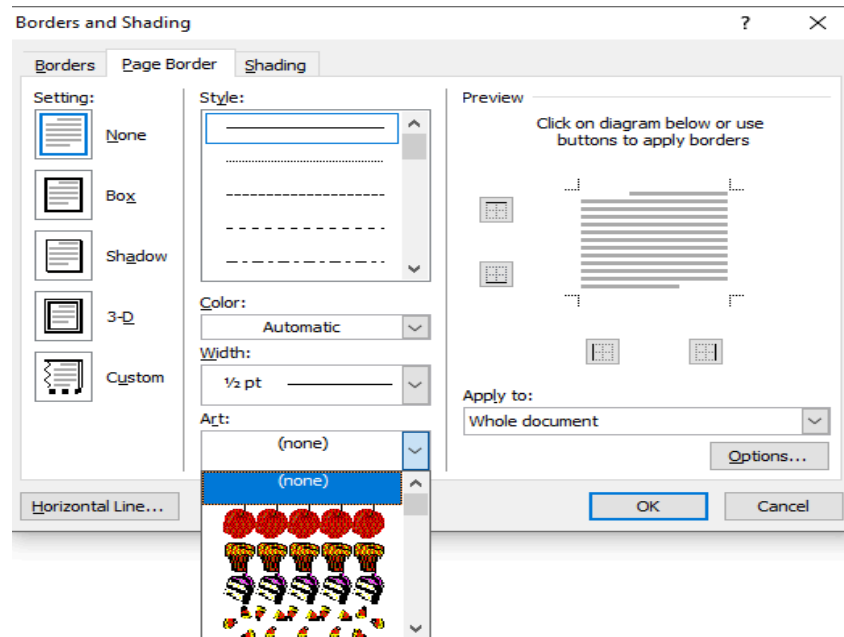 Borders and Shading
?
Borders
Page Border
Shading
Setting:
None
Box
Shadow
3-D
Custom
Style:
Color:
Automatic
Width:
½ pt
Art:
(none)
(none)
Preview
Click on diagram below or use
buttons to apply borders
Apply to:
Whole document
Options...
Horizontal Line...
OK
Cancel